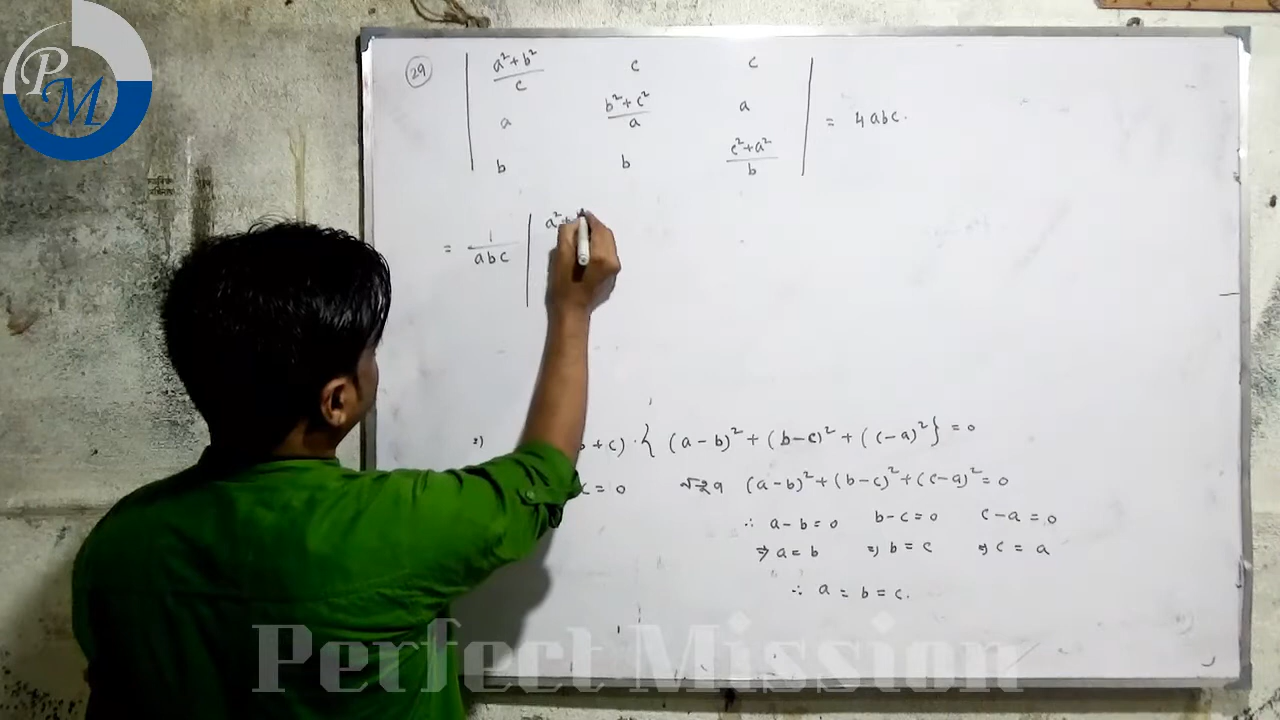 PM
(29) | (a²+b²)/c c c |
| a (b²+c²)/a a | = 4abc.
| b b (c²+a²)/b |
= 1/abc | a²+
b+c)·{(a-b)²+(b-c)²+(c-a)²} = 0
c = 0 (a-b)²+(b-c)²+(c-a)² = 0
∴ a-b=0 b-c=0 c-a=0
⇒ a=b ⇒ b=c ⇒ c=a
∴ a=b=c.
Perfect Mission